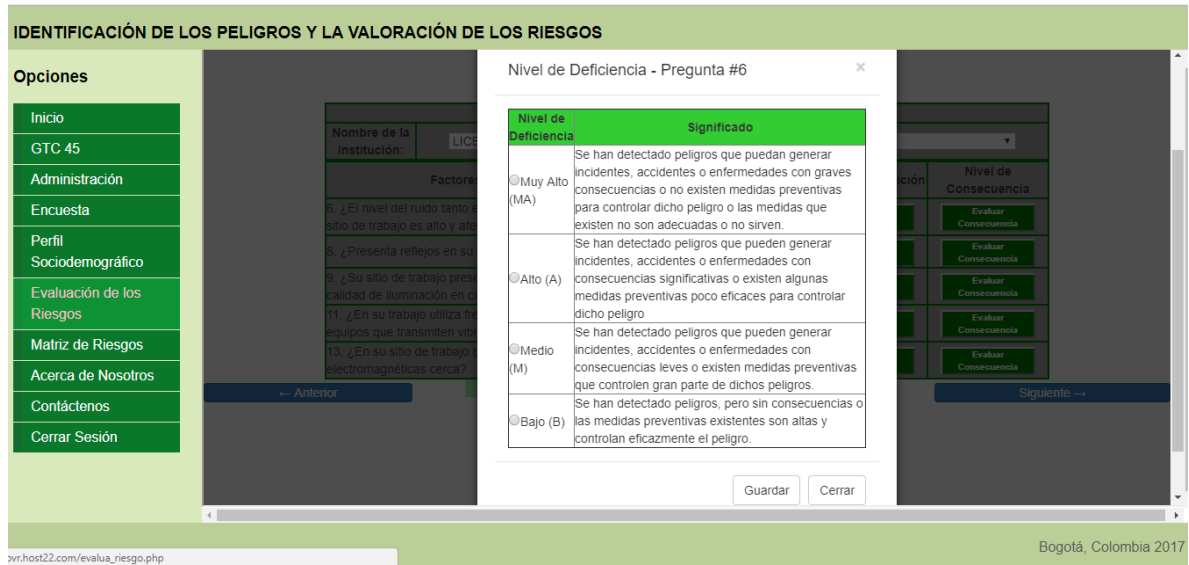 IDENTIFICACIÓN DE LOS PELIGROS Y LA VALORACIÓN DE LOS RIESGOS
Opciones
Inicio
GTC 45
Administración
Encuesta
Perfil
Sociodemográfico
Evaluación de los
Riesgos
Matriz de Riesgos
Acerca de Nosotros
Contáctenos
Cerrar Sesión
Nivel de Deficiencia - Pregunta #6 ×
Nivel de
Deficiencia
Significado
Muy Alto
(MA)
Se han detectado peligros que puedan generar
incidentes, accidentes o enfermedades con graves
consecuencias o no existen medidas preventivas
para controlar dicho peligro o las medidas que
existen no son adecuadas o no sirven.
Alto (A)
Se han detectado peligros que pueden generar
incidentes, accidentes o enfermedades con
consecuencias significativas o existen algunas
medidas preventivas poco eficaces para controlar
dicho peligro
Medio
(M)
Se han detectado peligros que pueden generar
incidentes, accidentes o enfermedades con
consecuencias leves o existen medidas preventivas
que controlen gran parte de dichos peligros.
Bajo (B)
Se han detectado peligros, pero sin consecuencias o
las medidas preventivas existentes son altas y
controlan eficazmente el peligro.
Guardar Cerrar
Nombre de la
Institución:
LICE
Factores
ición
Nivel de
Consecuencia
6. ¿El nivel del ruido tanto e
sitio de trabajo es alto y afe
Evaluar
Consecuencia
8. ¿Presenta reflejos en su
Evaluar
Consecuencia
9. ¿Su sitio de trabajo prese
calidad de iluminación en c
Evaluar
Consecuencia
11. ¿En su trabajo utiliza fre
equipos que transmiten vibr
Evaluar
Consecuencia
13. ¿En su sitio de trabajo p
electromagnéticas cerca?
Evaluar
Consecuencia
← Anterior
Siguiente →
Bogotá, Colombia 2017
ovr.host22.com/evalua_riesgo.php